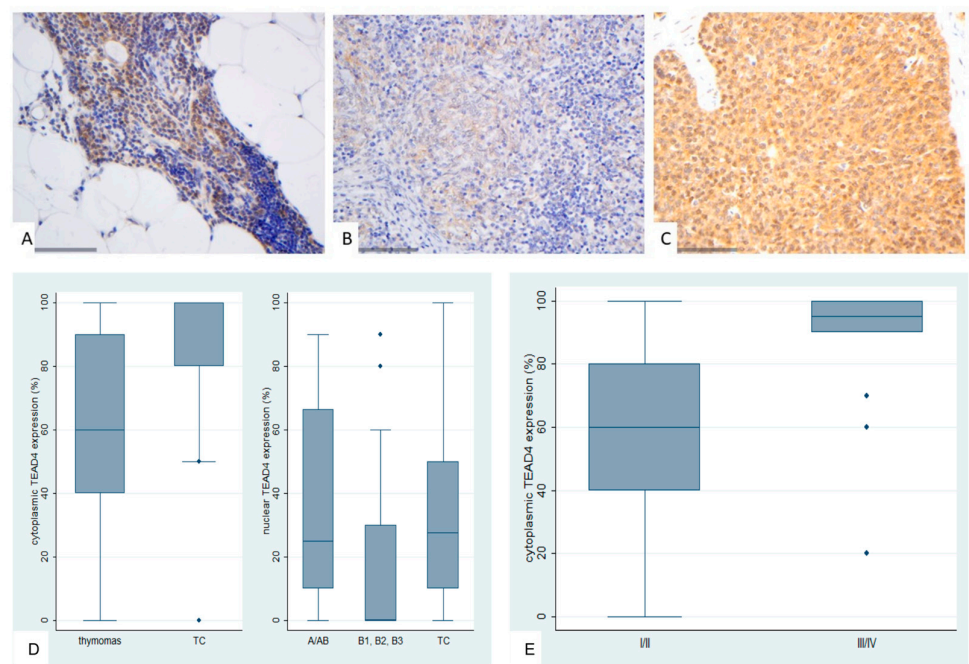 A
B
C
cytoplasmic TEAD4 expression (%)
100
80
60
40
20
0
thymomas
TC
D
nuclear TEAD4 expression (%)
100
80
60
40
20
0
A/AB
B1, B2, B3
TC
cytoplasmic TEAD4 expression (%)
100
80
60
40
20
0
I/II
III/IV
E